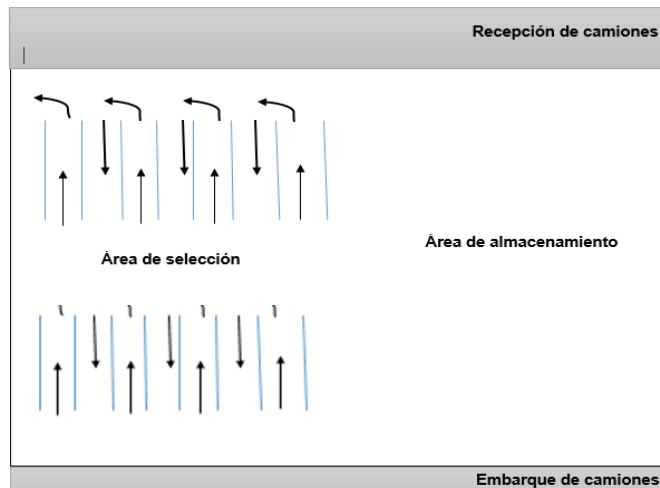 Recepción de camiones
Área de almacenamiento
Área de selección
Embarque de camiones